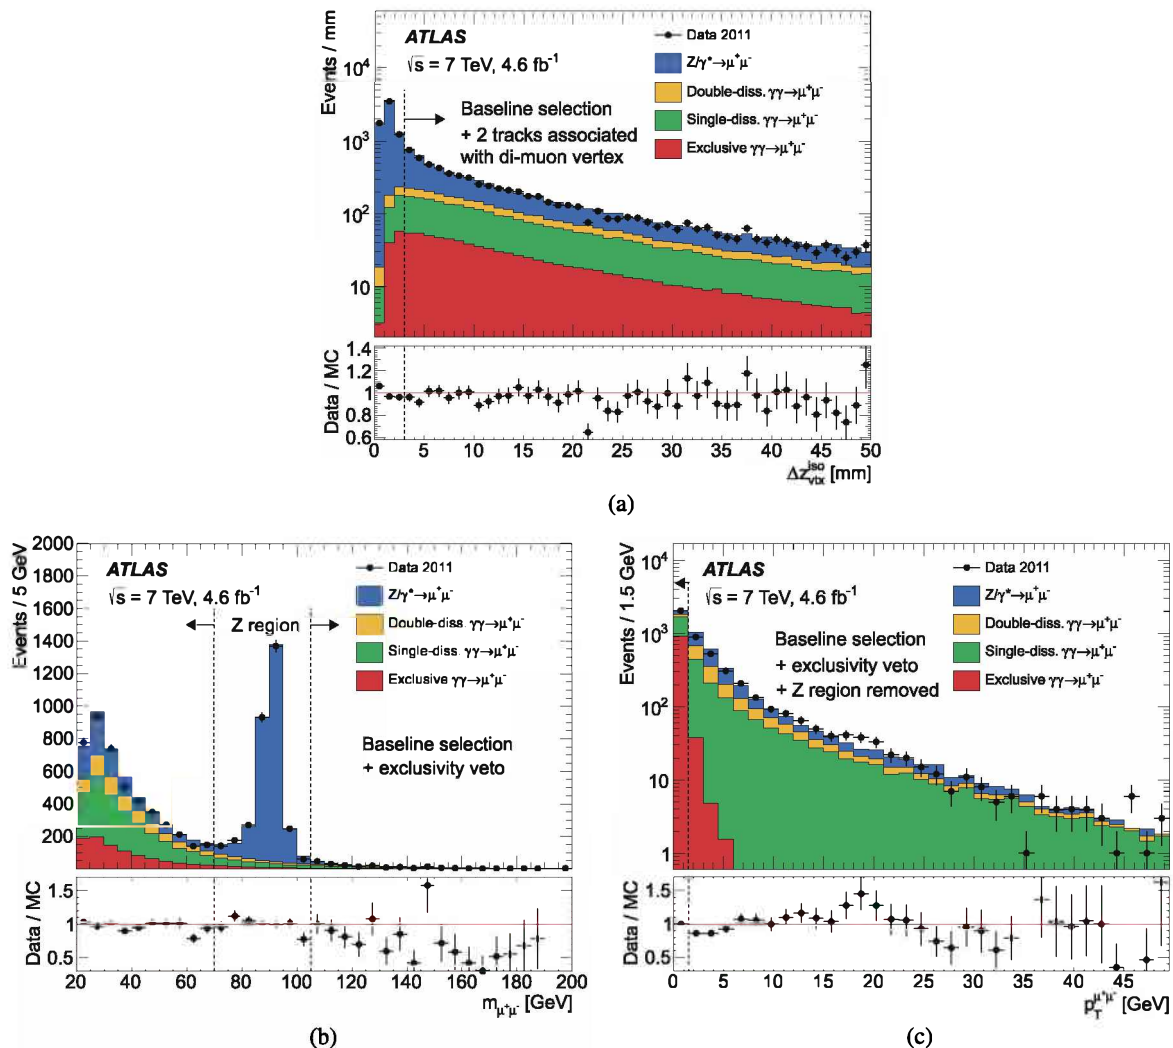 Events / mm
10⁴
10³
10²
10
ATLAS
√s = 7 TeV, 4.6 fb⁻¹
Baseline selection
+ 2 tracks associated
with di-muon vertex
Data 2011
Z/γ*→μ⁺μ⁻
Double-diss. γγ→μ⁺μ⁻
Single-diss. γγ→μ⁺μ⁻
Exclusive γγ→μ⁺μ⁻
Data / MC
1.4
1.2
1
0.8
0.6
0 5 10 15 20 25 30 35 40 45 50
Δz^iso_vtx [mm]
(a)
Events / 5 GeV
2000
1800
1600
1400
1200
1000
800
600
400
200
ATLAS
√s = 7 TeV, 4.6 fb⁻¹
Z region
Data 2011
Z/γ*→μ⁺μ⁻
Double-diss. γγ→μ⁺μ⁻
Single-diss. γγ→μ⁺μ⁻
Exclusive γγ→μ⁺μ⁻
Baseline selection
+ exclusivity veto
Data / MC
1.5
1
0.5
20 40 60 80 100 120 140 160 180 200
m_μ⁺μ⁻ [GeV]
(b)
Events / 1.5 GeV
10⁴
10³
10²
10
1
ATLAS
√s = 7 TeV, 4.6 fb⁻¹
Baseline selection
+ exclusivity veto
+ Z region removed
Data 2011
Z/γ*→μ⁺μ⁻
Double-diss. γγ→μ⁺μ⁻
Single-diss. γγ→μ⁺μ⁻
Exclusive γγ→μ⁺μ⁻
Data / MC
1.5
1
0.5
0 5 10 15 20 25 30 35 40 45
p_T^μ⁺μ⁻ [GeV]
(c)